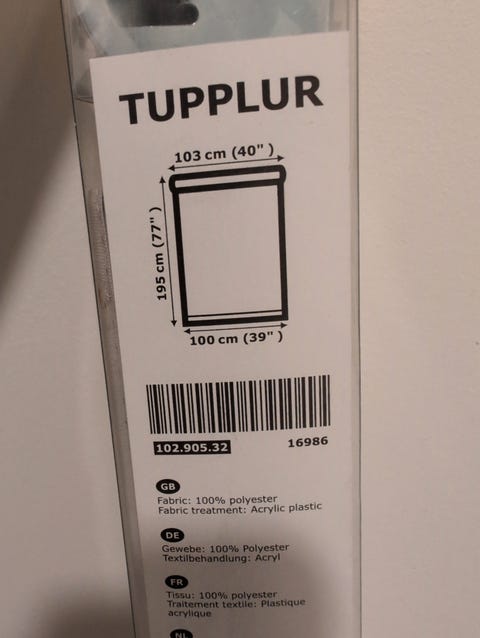 TUPPLUR
103 cm (40" )
195 cm (77" )
100 cm (39" )
102.905.32 16986
GB
Fabric: 100% polyester
Fabric treatment: Acrylic plastic
DE
Gewebe: 100% Polyester
Textilbehandlung: Acryl
FR
Tissu: 100% polyester
Traitement textile: Plastique
acrylique
NL